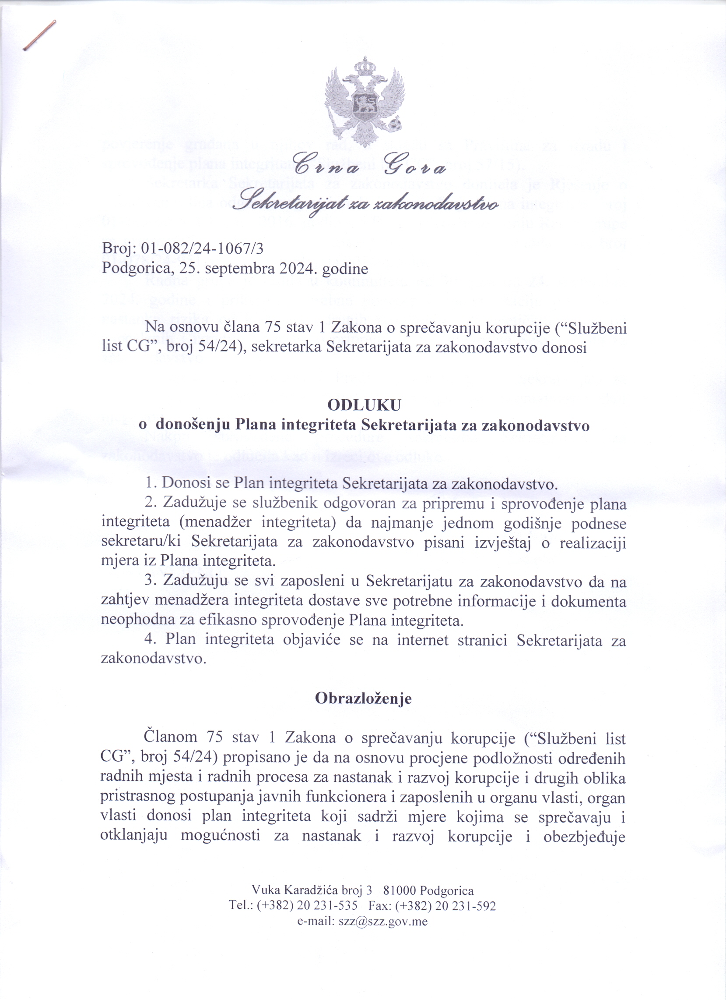 Crna Gora
Sekretarijat za zakonodavstvo
Broj: 01-082/24-1067/3
Podgorica, 25. septembra 2024. godine
Na osnovu člana 75 stav 1 Zakona o sprečavanju korupcije (“Službeni
list CG”, broj 54/24), sekretarka Sekretarijata za zakonodavstvo donosi
ODLUKU
o donošenju Plana integriteta Sekretarijata za zakonodavstvo
1. Donosi se Plan integriteta Sekretarijata za zakonodavstvo.
2. Zadužuje se službenik odgovoran za pripremu i sprovođenje plana
integriteta (menadžer integriteta) da najmanje jednom godišnje podnese
sekretaru/ki Sekretarijata za zakonodavstvo pisani izvještaj o realizaciji
mjera iz Plana integriteta.
3. Zadužuju se svi zaposleni u Sekretarijatu za zakonodavstvo da na
zahtjev menadžera integriteta dostave sve potrebne informacije i dokumenta
neophodna za efikasno sprovođenje Plana integriteta.
4. Plan integriteta objaviće se na internet stranici Sekretarijata za
zakonodavstvo.
Obrazloženje
Članom 75 stav 1 Zakona o sprečavanju korupcije (“Službeni list
CG”, broj 54/24) propisano je da na osnovu procjene podložnosti određenih
radnih mjesta i radnih procesa za nastanak i razvoj korupcije i drugih oblika
pristrasnog postupanja javnih funkcionera i zaposlenih u organu vlasti, organ
vlasti donosi plan integriteta koji sadrži mjere kojima se sprečavaju i
otklanjaju mogućnosti za nastanak i razvoj korupcije i obezbjeđuje
Vuka Karadžića broj 3 81000 Podgorica
Tel.: (+382) 20 231-535 Fax: (+382) 20 231-592
e-mail: szz@szz.gov.me